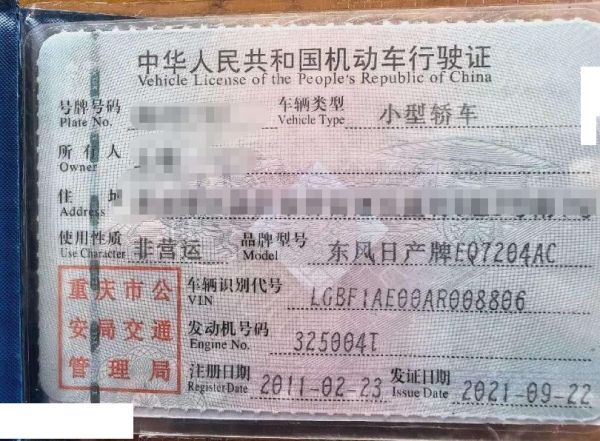 中华人民共和国机动车行驶证
Vehicle License of the People's Republic of China
号牌号码 Plate No. 车辆类型 Vehicle Type 小型轿车
所有人 Owner
住址 Address
使用性质 Use Character 非营运 品牌型号 Model 东风日产牌EQ7204AC
重庆市公安局交通管理局
车辆识别代号 VIN LGBF1AE00AR008806
发动机号码 Engine No. 325004T
注册日期 Register Date 2011-02-23 发证日期 Issue Date 2021-09-22